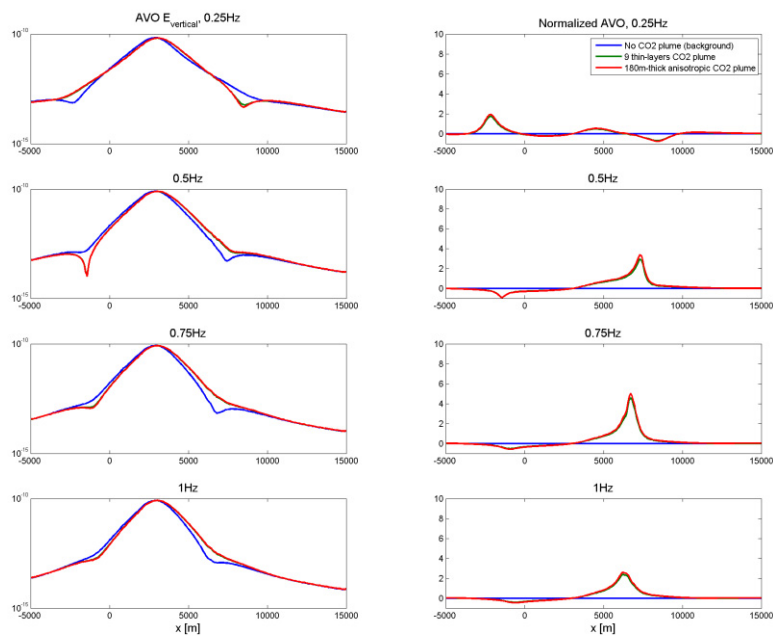 AVO E vertical, 0.25Hz
Normalized AVO, 0.25Hz
10^-10
10^-15
-5000 0 5000 10000 15000
10
8
6
4
2
0
No CO2 plume (background)
9 thin-layers CO2 plume
180m-thick anisotropic CO2 plume
-5000 0 5000 10000 15000
0.5Hz
0.5Hz
10^-10
10^-15
-5000 0 5000 10000 15000
10
8
6
4
2
0
-5000 0 5000 10000 15000
0.75Hz
0.75Hz
10^-10
10^-15
-5000 0 5000 10000 15000
10
8
6
4
2
0
-5000 0 5000 10000 15000
1Hz
1Hz
10^-10
10^-15
-5000 0 5000 10000 15000
x [m]
10
8
6
4
2
0
-5000 0 5000 10000 15000
x [m]